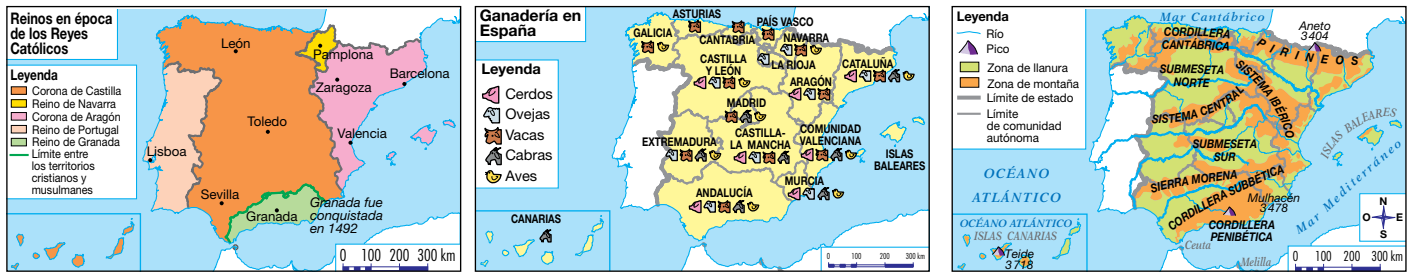 Reinos en época
de los Reyes
Católicos
Leyenda
Corona de Castilla
Reino de Navarra
Corona de Aragón
Reino de Portugal
Reino de Granada
Límite entre
los territorios
cristianos y
musulmanes
León
Pamplona
Barcelona
Zaragoza
Toledo
Valencia
Lisboa
Sevilla
Granada
Granada fue
conquistada
en 1492
0 100 200 300 km
Ganadería en
España
Leyenda
Cerdos
Ovejas
Vacas
Cabras
Aves
ASTURIAS
PAÍS VASCO
GALICIA
CANTABRIA
NAVARRA
LA RIOJA
CASTILLA
Y LEÓN
CATALUÑA
ARAGÓN
MADRID
EXTREMADURA
CASTILLA-
LA MANCHA
COMUNIDAD
VALENCIANA
ISLAS
BALEARES
ANDALUCÍA
MURCIA
CANARIAS
0 100 200 300 km
Leyenda
Río
Pico
Zona de llanura
Zona de montaña
Límite de estado
Límite
de comunidad
autónoma
Mar Cantábrico
Aneto
3404
CORDILLERA
CANTÁBRICA
PIRINEOS
SUBMESETA
NORTE
SISTEMA IBÉRICO
SISTEMA CENTRAL
SUBMESETA
SUR
ISLAS BALEARES
Mar Mediterráneo
OCÉANO
ATLÁNTICO
SIERRA MORENA
CORDILLERA SUBBÉTICA
Mulhacén
3478
CORDILLERA
PENIBÉTICA
OCÉANO ATLÁNTICO
ISLAS CANARIAS
Teide
3718
Ceuta
Melilla
N
O E
S
0 100 200 300 km